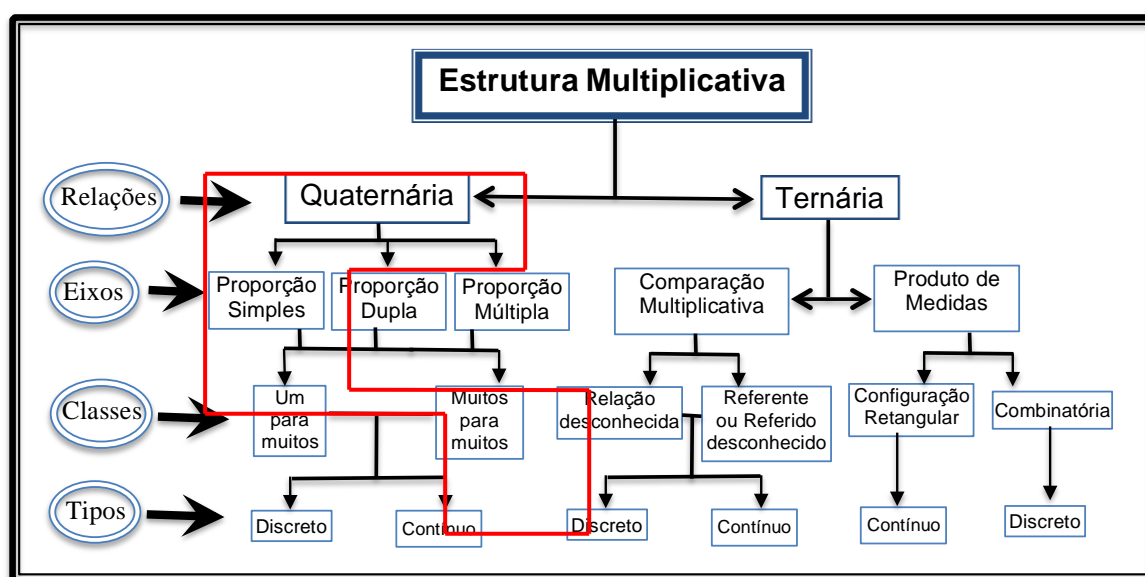 Estrutura Multiplicativa
Relações
Quaternária
Ternária
Eixos
Proporção
Simples
Proporção
Dupla
Proporção
Múltipla
Comparação
Multiplicativa
Produto de
Medidas
Classes
Um
para
muitos
Muitos
para
muitos
Relação
desconhecida
Referente
ou Referido
desconhecido
Configuração
Retangular
Combinatória
Tipos
Discreto
Contínuo
Discreto
Contínuo
Contínuo
Discreto